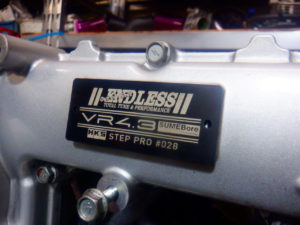 ENDLESS
TOTAL TUNE & PERFORMANCE
VR4.3 SUMEBore
HKS STEP PRO #028